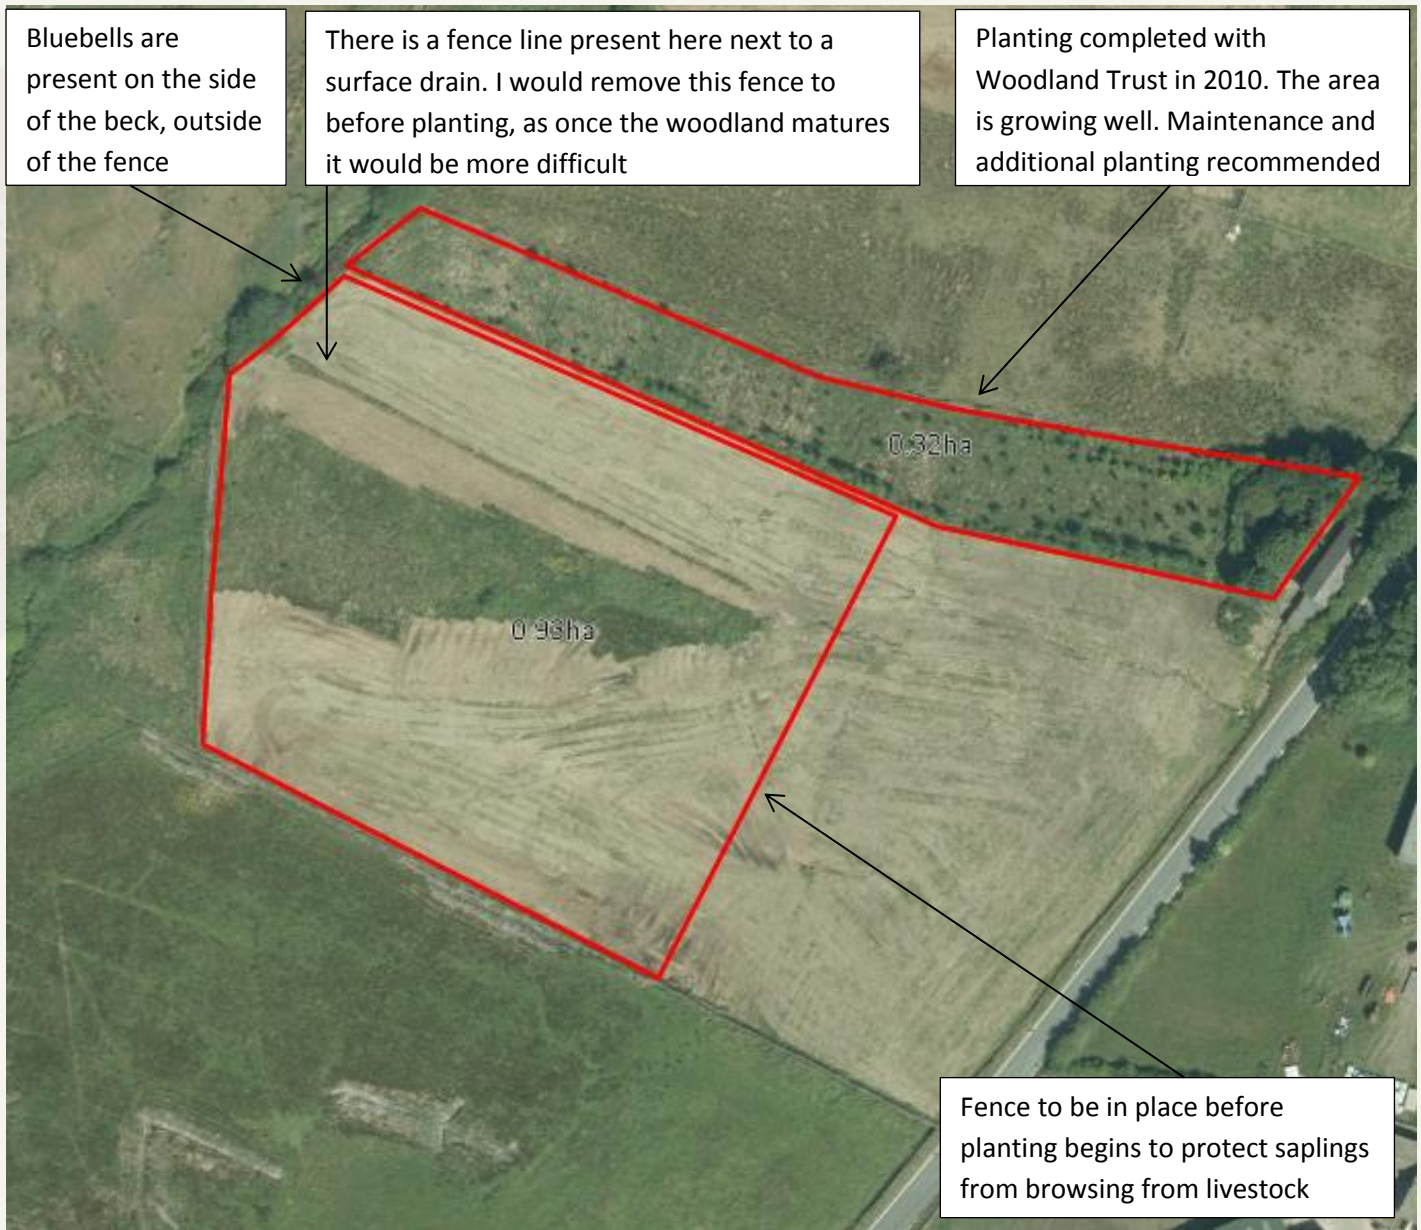 Bluebells are
present on the side
of the beck, outside
of the fence
There is a fence line present here next to a
surface drain. I would remove this fence to
before planting, as once the woodland matures
it would be more difficult
Planting completed with
Woodland Trust in 2010. The area
is growing well. Maintenance and
additional planting recommended
0.32ha
0.93ha
Fence to be in place before
planting begins to protect saplings
from browsing from livestock